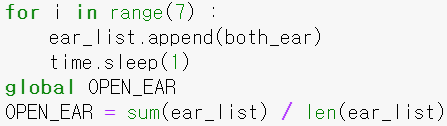 for i in range(7) :
    ear_list.append(both_ear)
    time.sleep(1)
global OPEN_EAR
OPEN_EAR = sum(ear_list) / len(ear_list)